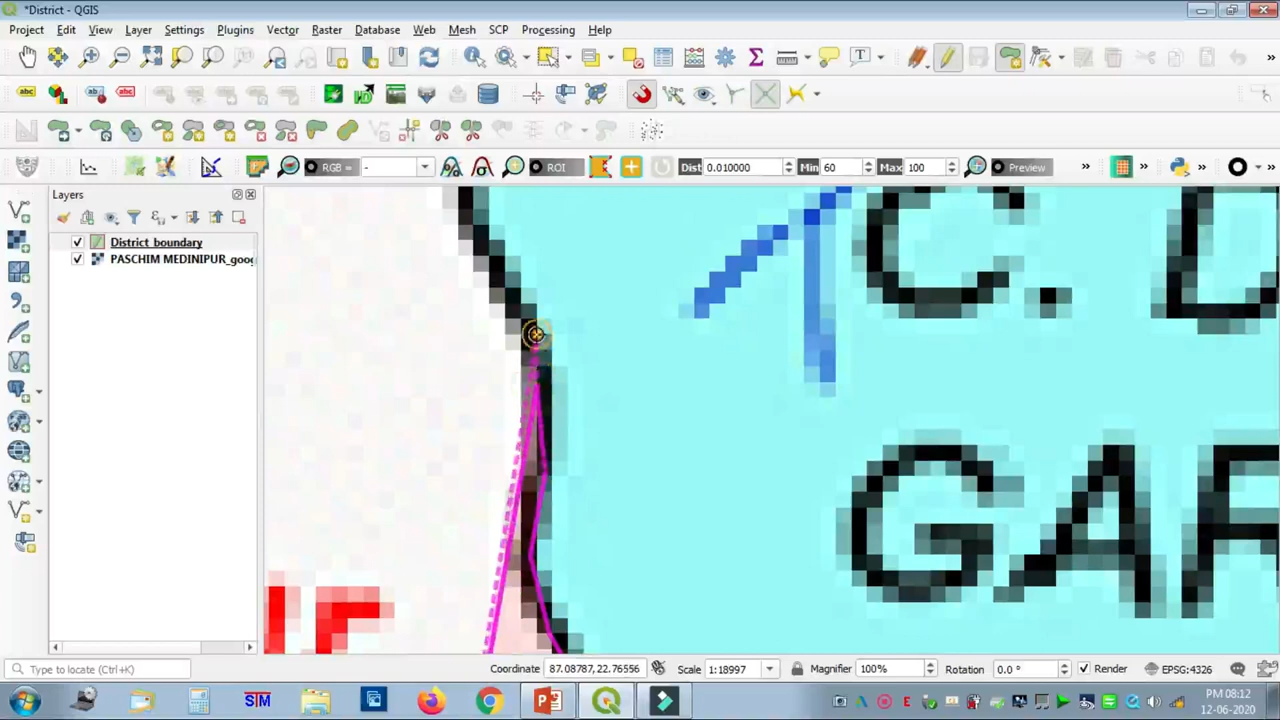 *District - QGIS
Project Edit View Layer Settings Plugins Vector Raster Database Web Mesh SCP Processing Help
RGB = - ROI Dist 0.010000 Min 60 Max 100 Preview
Layers
District boundary
PASCHIM MEDINIPUR_goo
C. D
GAR
Type to locate (Ctrl+K) Coordinate 87.08787,22.76556 Scale 1:18997 Magnifier 100% Rotation 0.0 ° Render EPSG:4326
STM
PM 08:12
12-06-2020